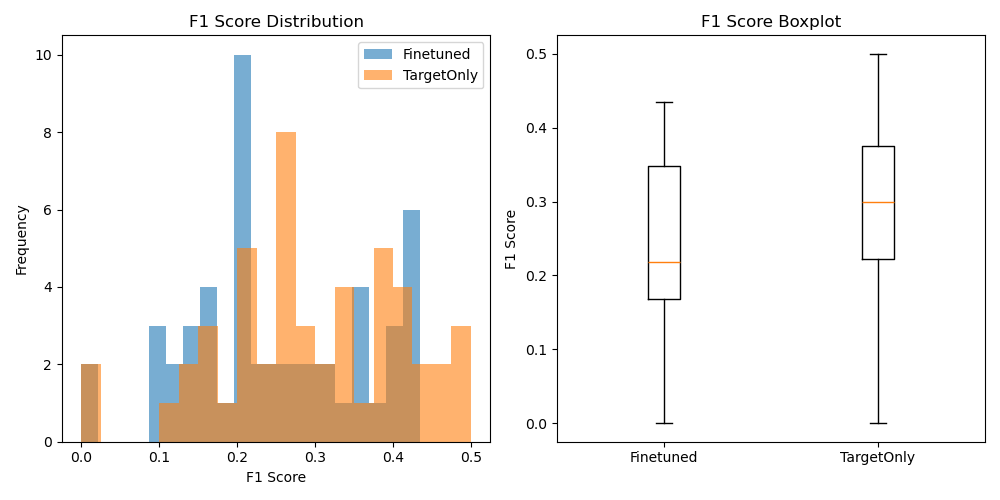 F1 Score Distribution
10
8
6
4
2
0
Frequency
0.0 0.1 0.2 0.3 0.4 0.5
F1 Score
Finetuned
TargetOnly
F1 Score Boxplot
0.5
0.4
0.3
0.2
0.1
0.0
F1 Score
Finetuned TargetOnly